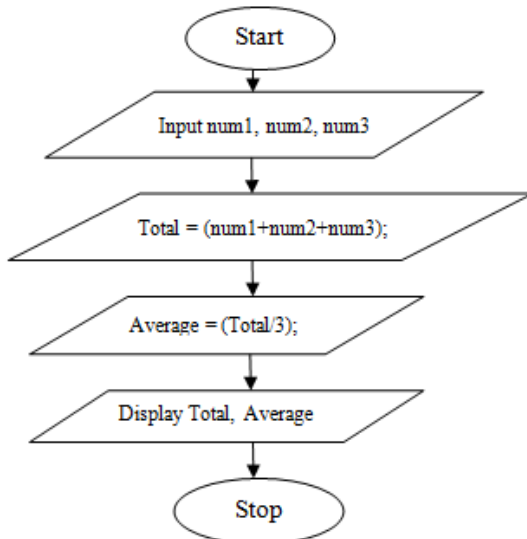 Start
Input num1, num2, num3
Total = (num1+num2+num3);
Average = (Total/3);
Display Total, Average
Stop